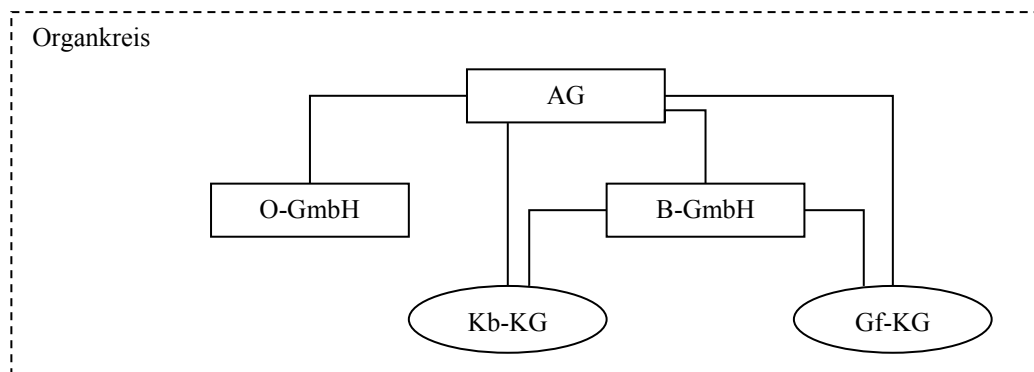 Organkreis
AG
O-GmbH
B-GmbH
Kb-KG
Gf-KG